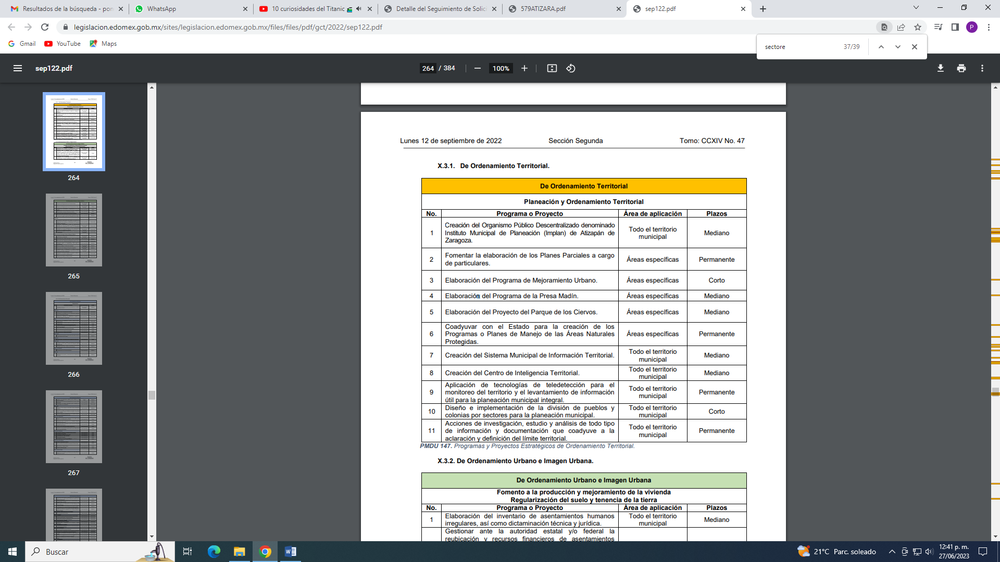 Resultados de la búsqueda - pon
WhatsApp
10 curiosidades del Titanic
Detalle del Seguimiento de Solici
579ATIZARA.pdf
sep122.pdf
legislacion.edomex.gob.mx/sites/legislacion.edomex.gob.mx/files/files/pdf/gct/2022/sep122.pdf
P
Gmail
YouTube
Maps
sectore
37/39
sep122.pdf
264 / 384
100%
264
265
266
267
Lunes 12 de septiembre de 2022 Sección Segunda Tomo: CCXIV No. 47
X.3.1. De Ordenamiento Territorial.
De Ordenamiento Territorial
Planeación y Ordenamiento Territorial
No. Programa o Proyecto Área de aplicación Plazos
1 Creación del Organismo Público Descentralizado denominado
Instituto Municipal de Planeación (Implan) de Atizapán de
Zaragoza.
Todo el territorio
municipal
Mediano
2 Fomentar la elaboración de los Planes Parciales a cargo
de particulares.
Áreas específicas
Permanente
3 Elaboración del Programa de Mejoramiento Urbano. Áreas específicas Corto
4 Elaboración del Programa de la Presa Madín. Áreas específicas Mediano
5 Elaboración del Proyecto del Parque de los Ciervos. Áreas específicas Mediano
6 Coadyuvar con el Estado para la creación de los
Programas o Planes de Manejo de las Áreas Naturales
Protegidas.
Áreas específicas
Permanente
7 Creación del Sistema Municipal de Información Territorial.
Todo el territorio
municipal
Mediano
8 Creación del Centro de Inteligencia Territorial.
Todo el territorio
municipal
Mediano
9 Aplicación de tecnologías de teledetección para el
monitoreo del territorio y el levantamiento de información
útil para la planeación municipal integral.
Todo el territorio
municipal
Permanente
10 Diseño e implementación de la división de pueblos y
colonias por sectores para la planeación municipal.
Todo el territorio
municipal
Corto
11 Acciones de investigación, estudio y análisis de todo tipo
de información y documentación que coadyuve a la
aclaración y definición del límite territorial.
Todo el territorio
municipal
Permanente
PMDU 147. Programas y Proyectos Estratégicos de Ordenamiento Territorial.
X.3.2. De Ordenamiento Urbano e Imagen Urbana.
De Ordenamiento Urbano e Imagen Urbana
Fomento a la producción y mejoramiento de la vivienda
Regularización del suelo y tenencia de la tierra
No. Programa o Proyecto Área de aplicación Plazos
1 Elaboración del inventario de asentamientos humanos
irregulares, así como dictaminación técnica y jurídica.
Todo el territorio
municipal
Mediano
Gestionar ante la autoridad estatal y/o federal la
reubicación y recursos financieros de asentamientos
Buscar
21°C Parc. soleado
12:41 p. m.
27/06/2023